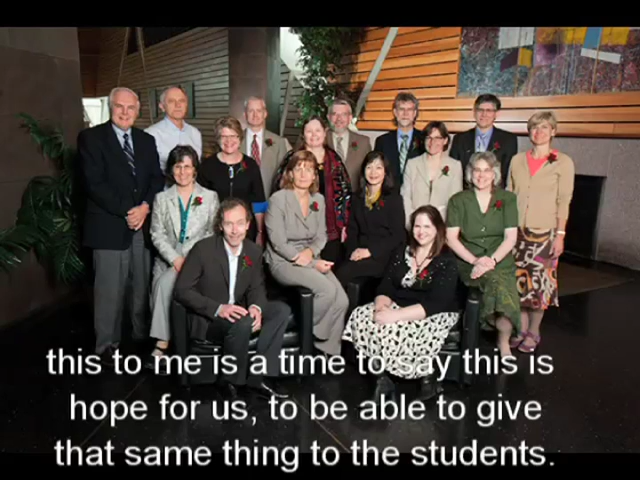 this to me is a time to say this is
hope for us, to be able to give
that same thing to the students.